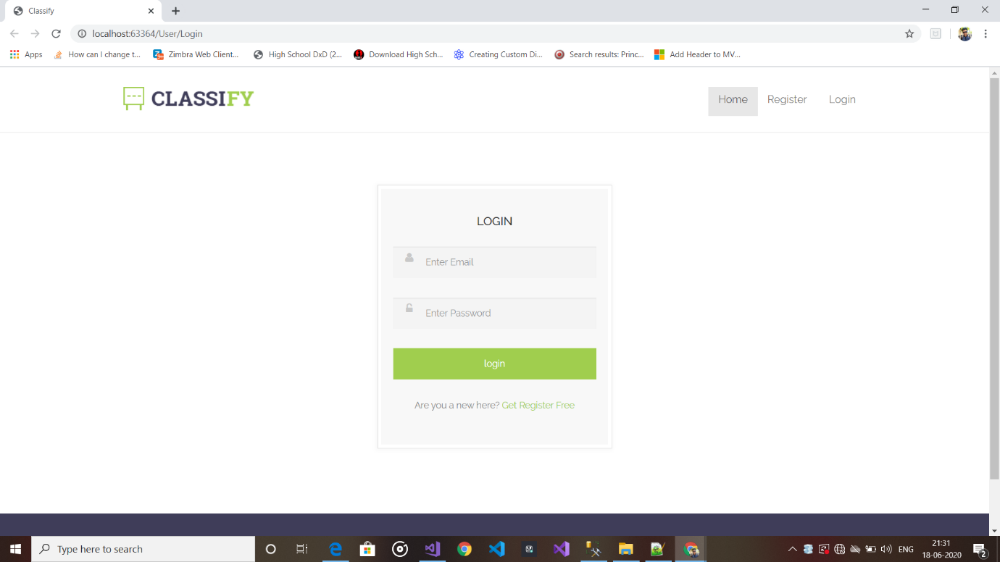 Classify
localhost:63364/User/Login
Apps How can I change t... Zimbra Web Client... High School DxD (2... Download High Sch... Creating Custom Di... Search results: Princ... Add Header to MV...
CLASSIFY
Home Register Login
LOGIN
Enter Email
Enter Password
login
Are you a new here? Get Register Free
Type here to search
ENG
21:31
18-06-2020
2